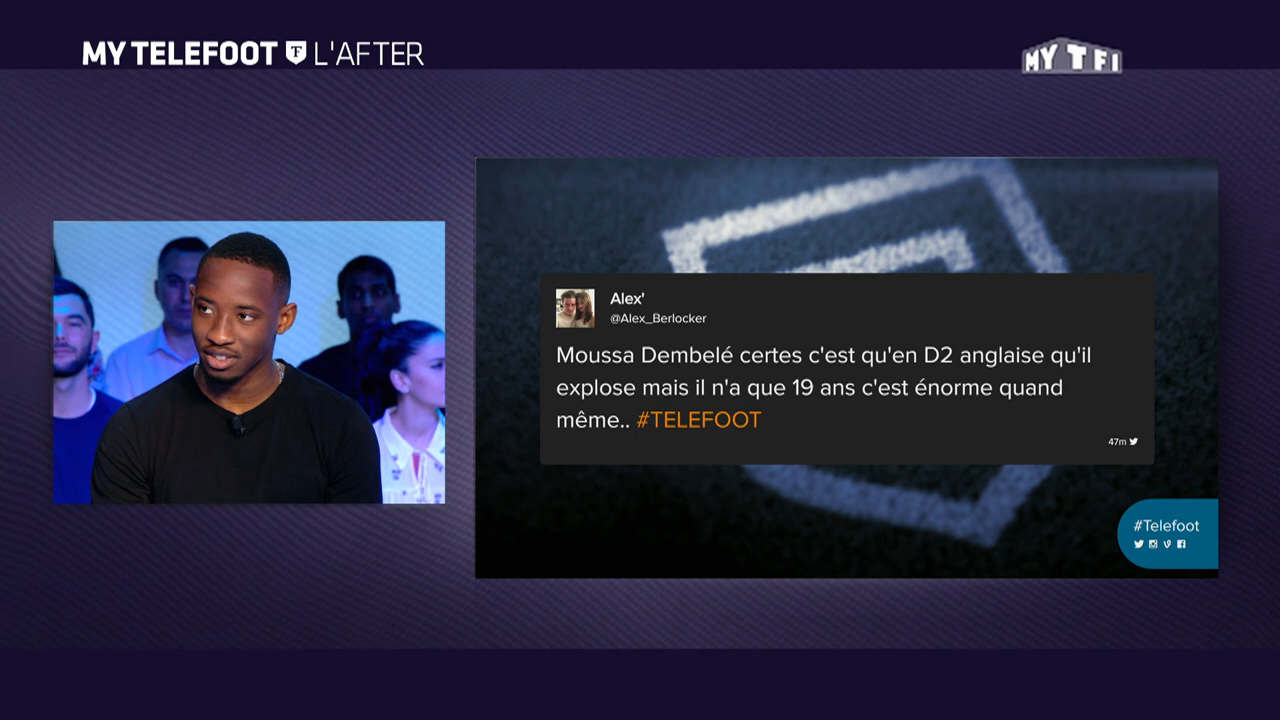 MY TELEFOOT T L'AFTER
MY TF1
Alex'
@Alex_Berlocker
Moussa Dembelé certes c'est qu'en D2 anglaise qu'il
explose mais il n'a que 19 ans c'est énorme quand
même.. #TELEFOOT
47m
#Telefoot